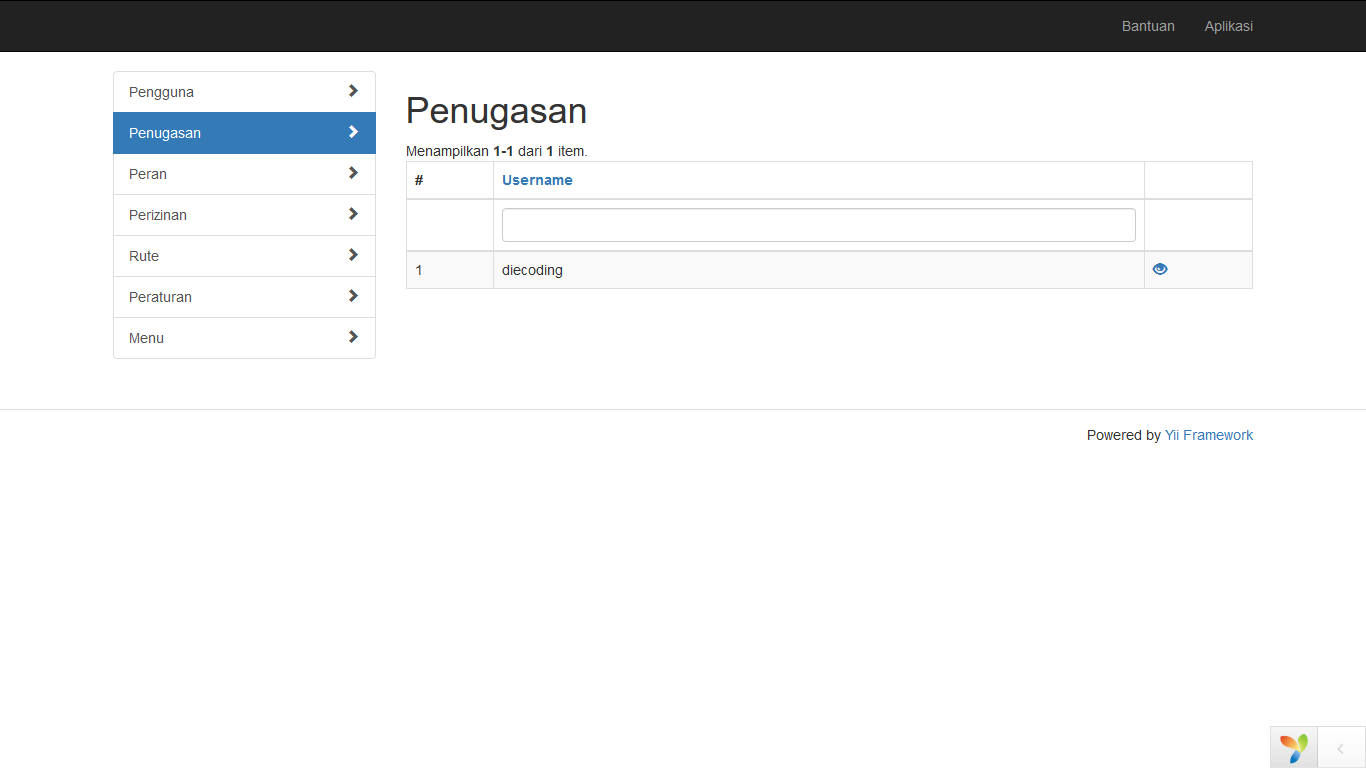 Bantuan Aplikasi
Pengguna
Penugasan
Peran
Perizinan
Rute
Peraturan
Menu
Penugasan
Menampilkan 1-1 dari 1 item.
# Username
1 diecoding
Powered by Yii Framework